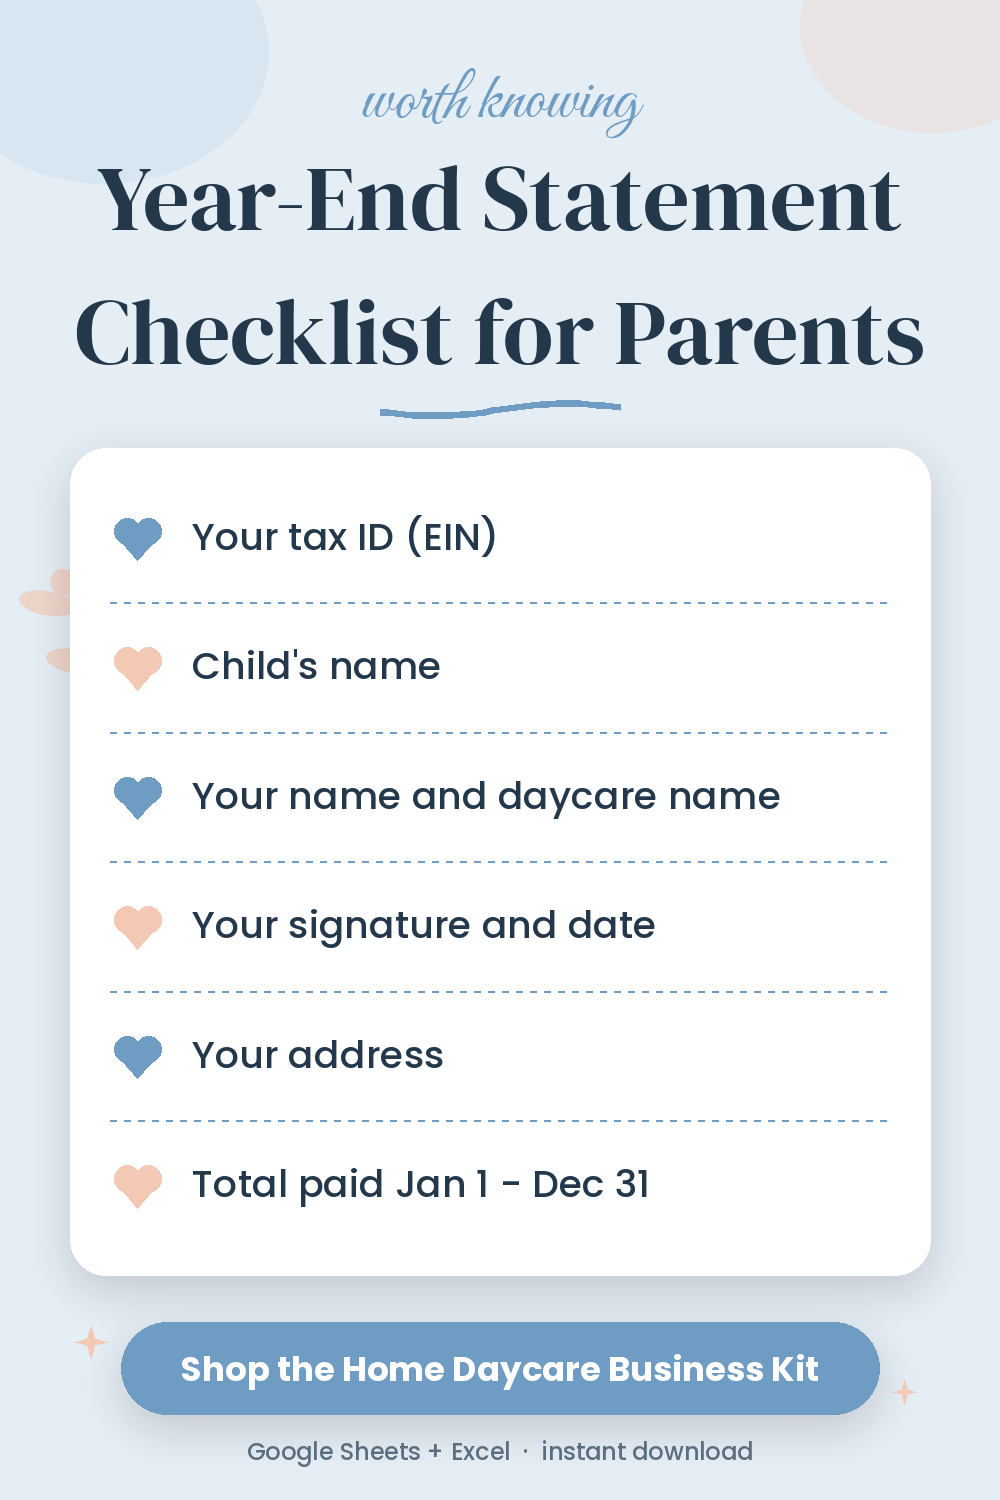 worth knowing
Year-End Statement
Checklist for Parents
Your tax ID (EIN)
Child's name
Your name and daycare name
Your signature and date
Your address
Total paid Jan 1 - Dec 31
Shop the Home Daycare Business Kit
Google Sheets + Excel · instant download